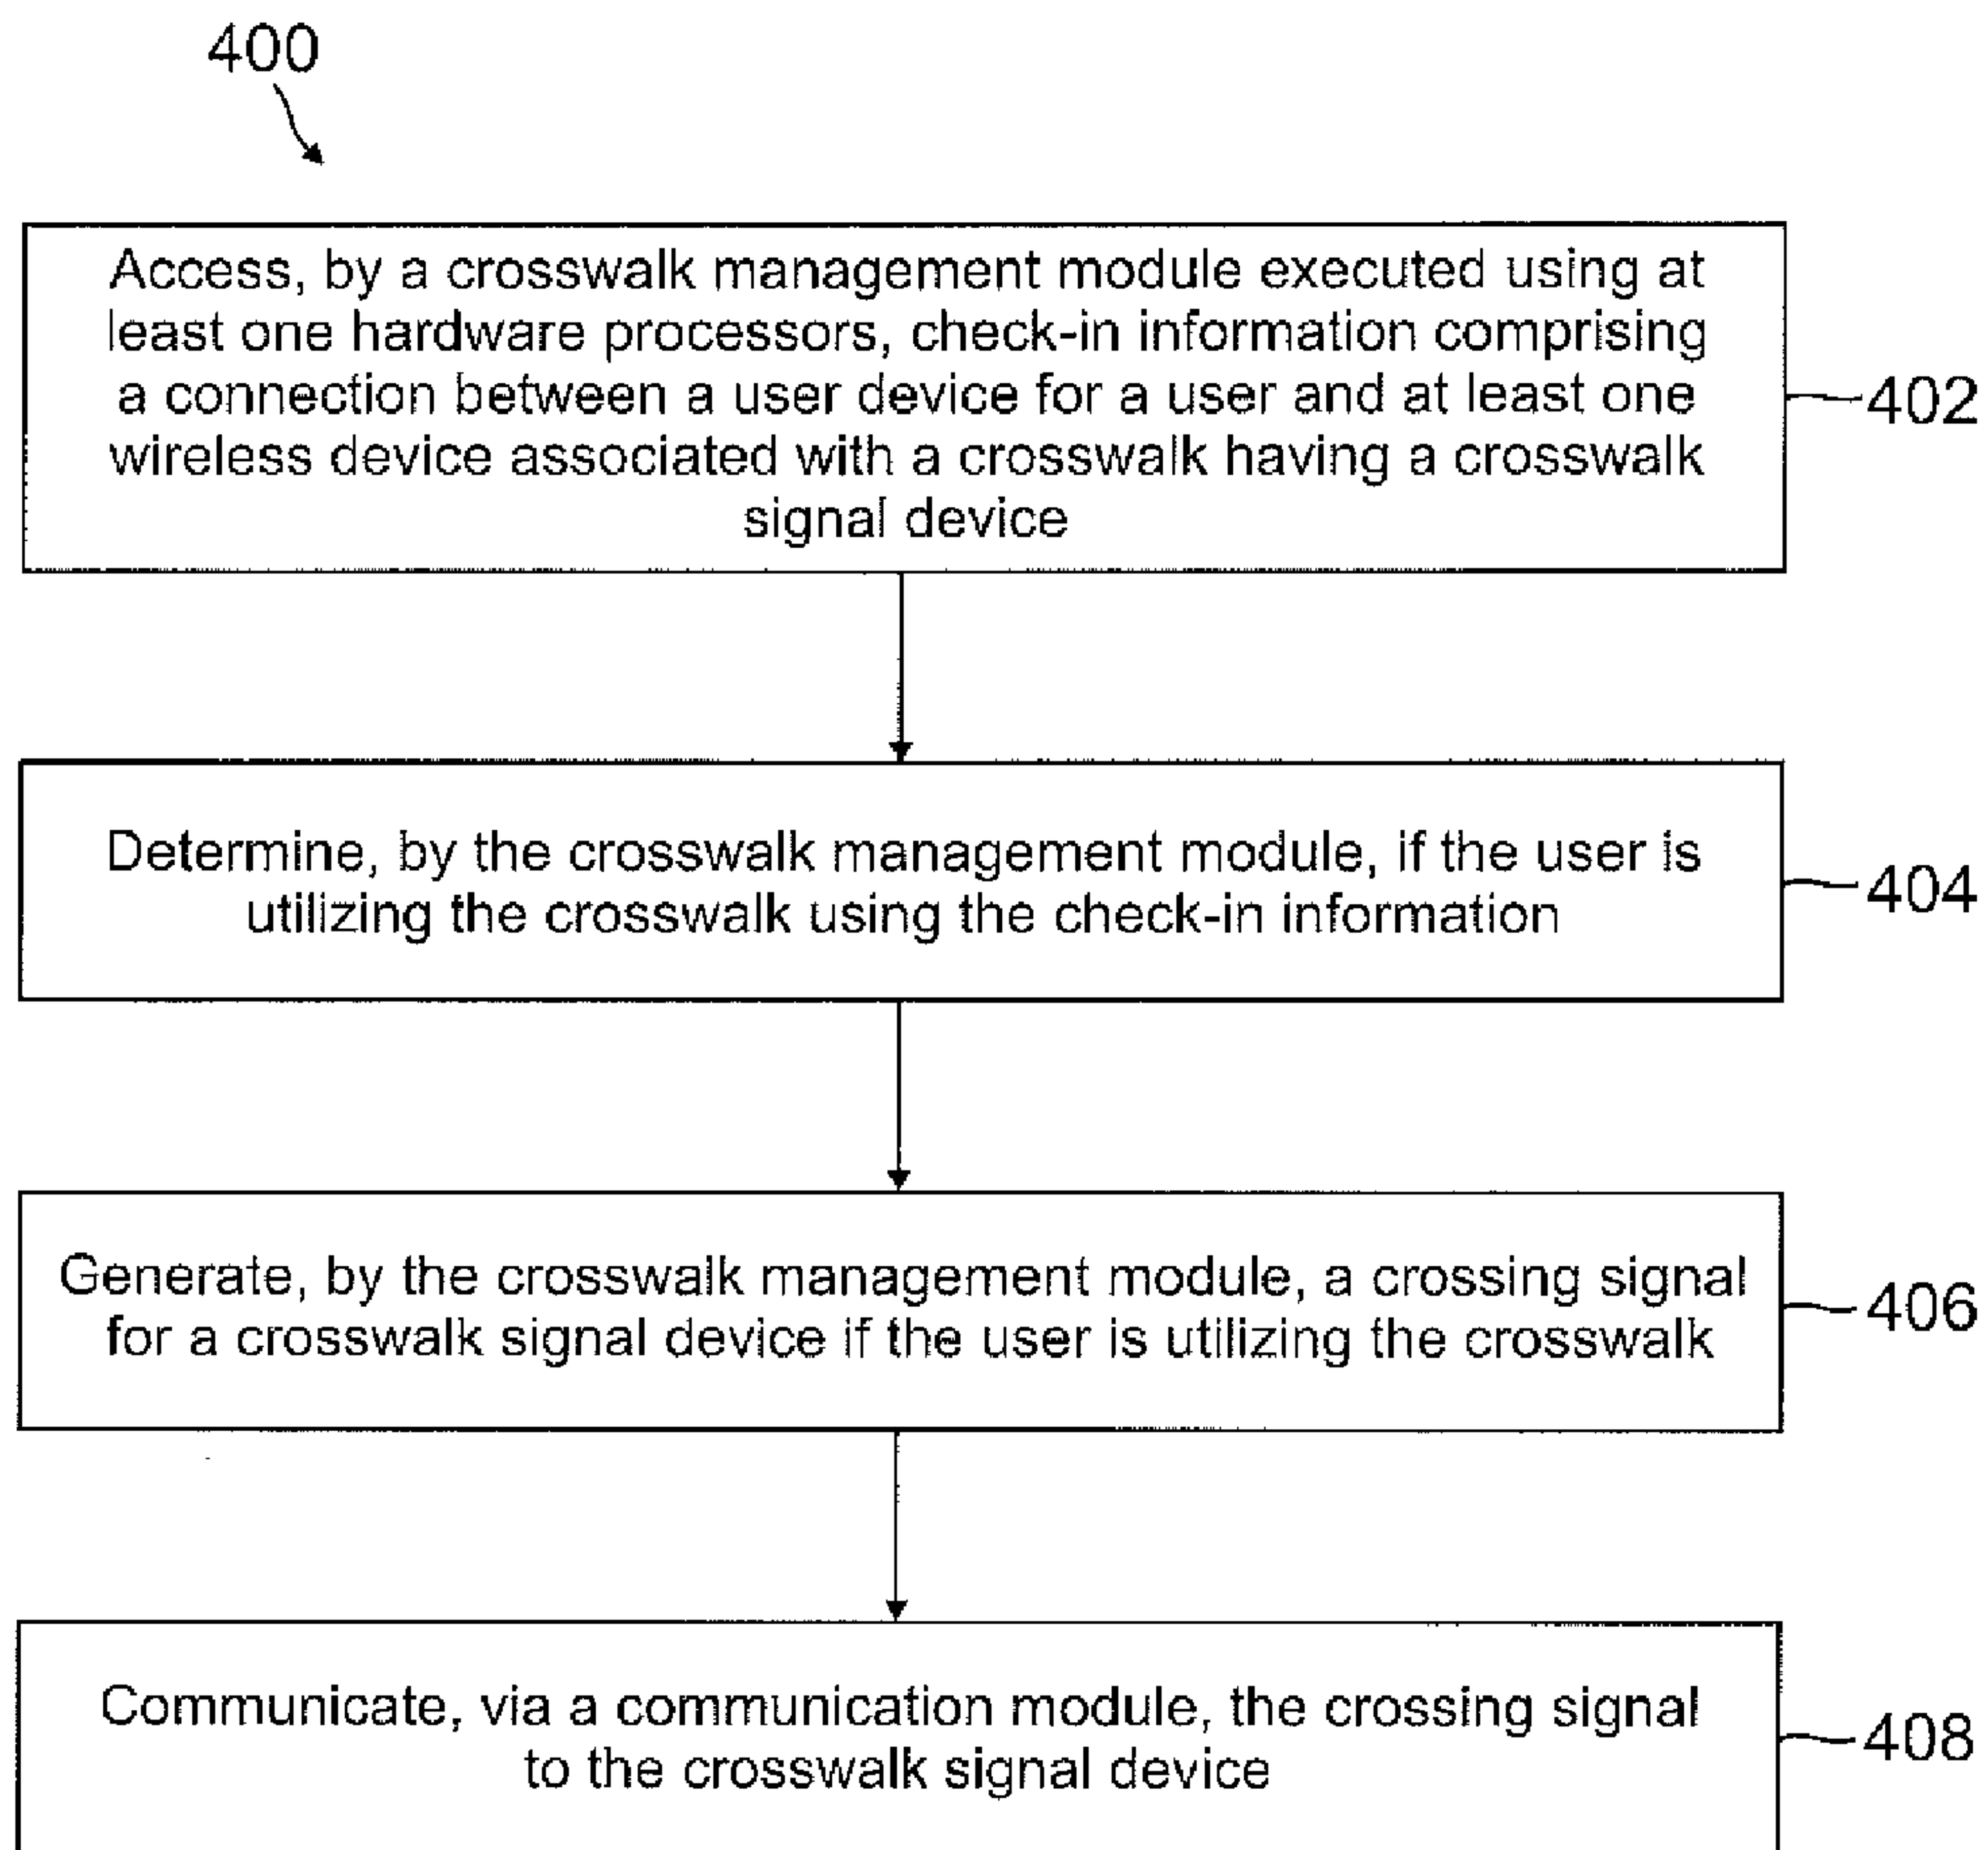 400
Access, by a crosswalk management module executed using at
least one hardware processors, check-in information comprising
a connection between a user device for a user and at least one
wireless device associated with a crosswalk having a crosswalk
signal device
402
Determine, by the crosswalk management module, if the user is
utilizing the crosswalk using the check-in information
404
Generate, by the crosswalk management module, a crossing signal
for a crosswalk signal device if the user is utilizing the crosswalk
406
Communicate, via a communication module, the crossing signal
to the crosswalk signal device
408